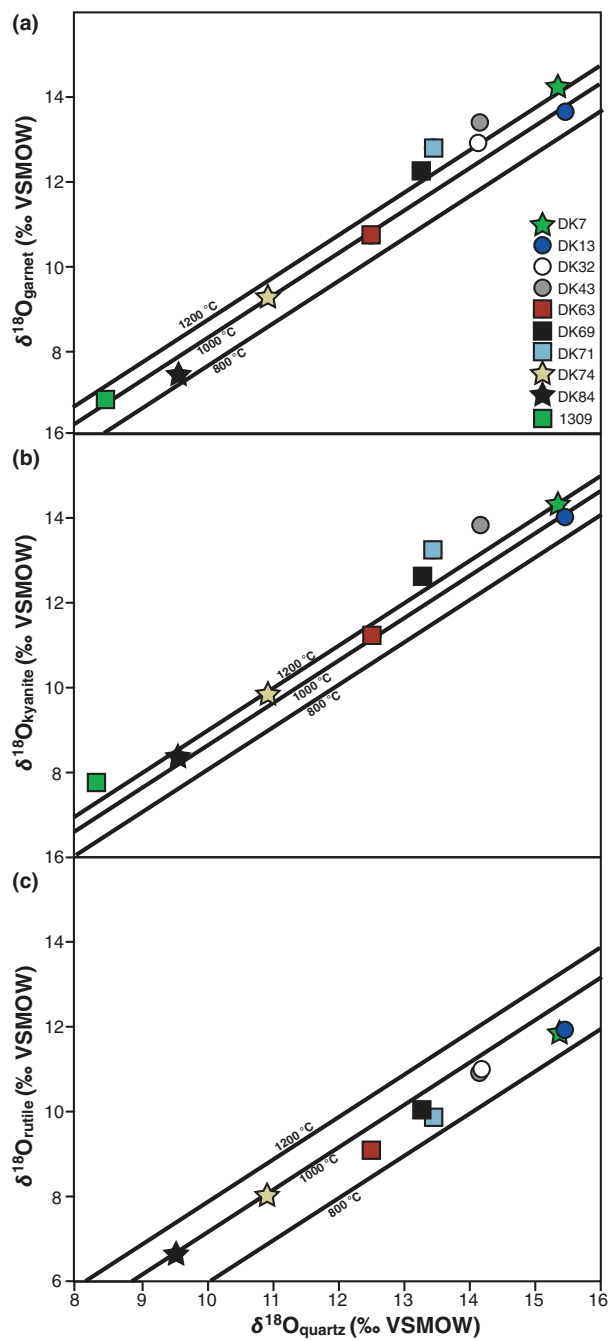 (a)
14
12
10
8
16
δ¹⁸Ogarnet (‰ VSMOW)
1200 °C
1000 °C
800 °C
DK7
DK13
DK32
DK43
DK63
DK69
DK71
DK74
DK84
1309
(b)
14
12
10
8
16
δ¹⁸Okyanite (‰ VSMOW)
1200 °C
1000 °C
800 °C
(c)
14
12
10
8
6
δ¹⁸Orutile (‰ VSMOW)
1200 °C
1000 °C
800 °C
8 9 10 11 12 13 14 15 16
δ¹⁸Oquartz (‰ VSMOW)